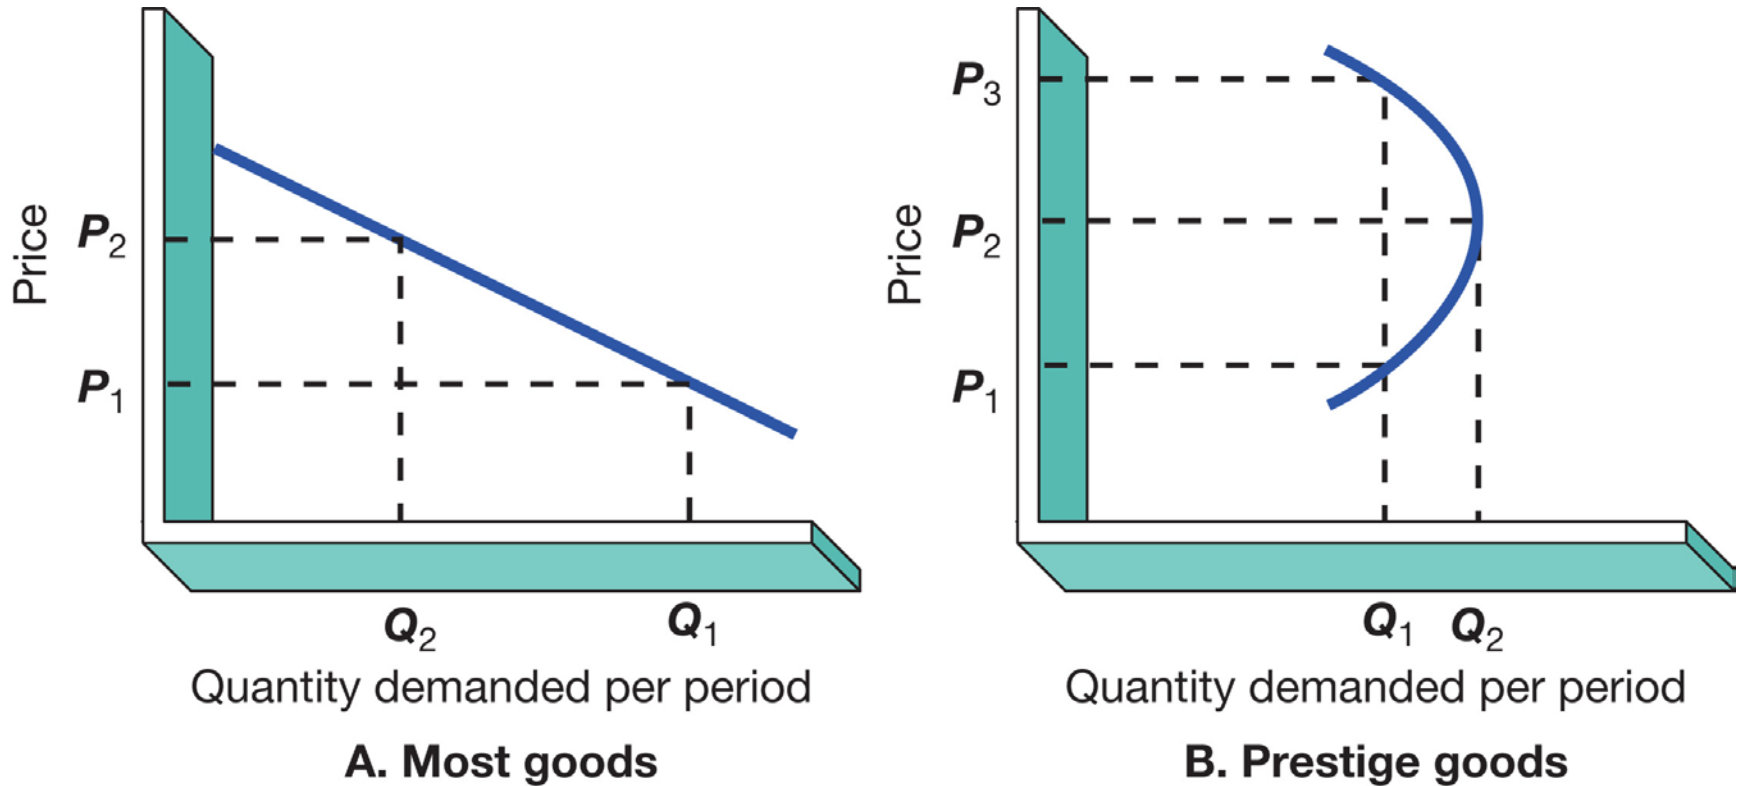 Price
P2
P1
Q2
Q1
Quantity demanded per period
A. Most goods
Price
P3
P2
P1
Q1
Q2
Quantity demanded per period
B. Prestige goods